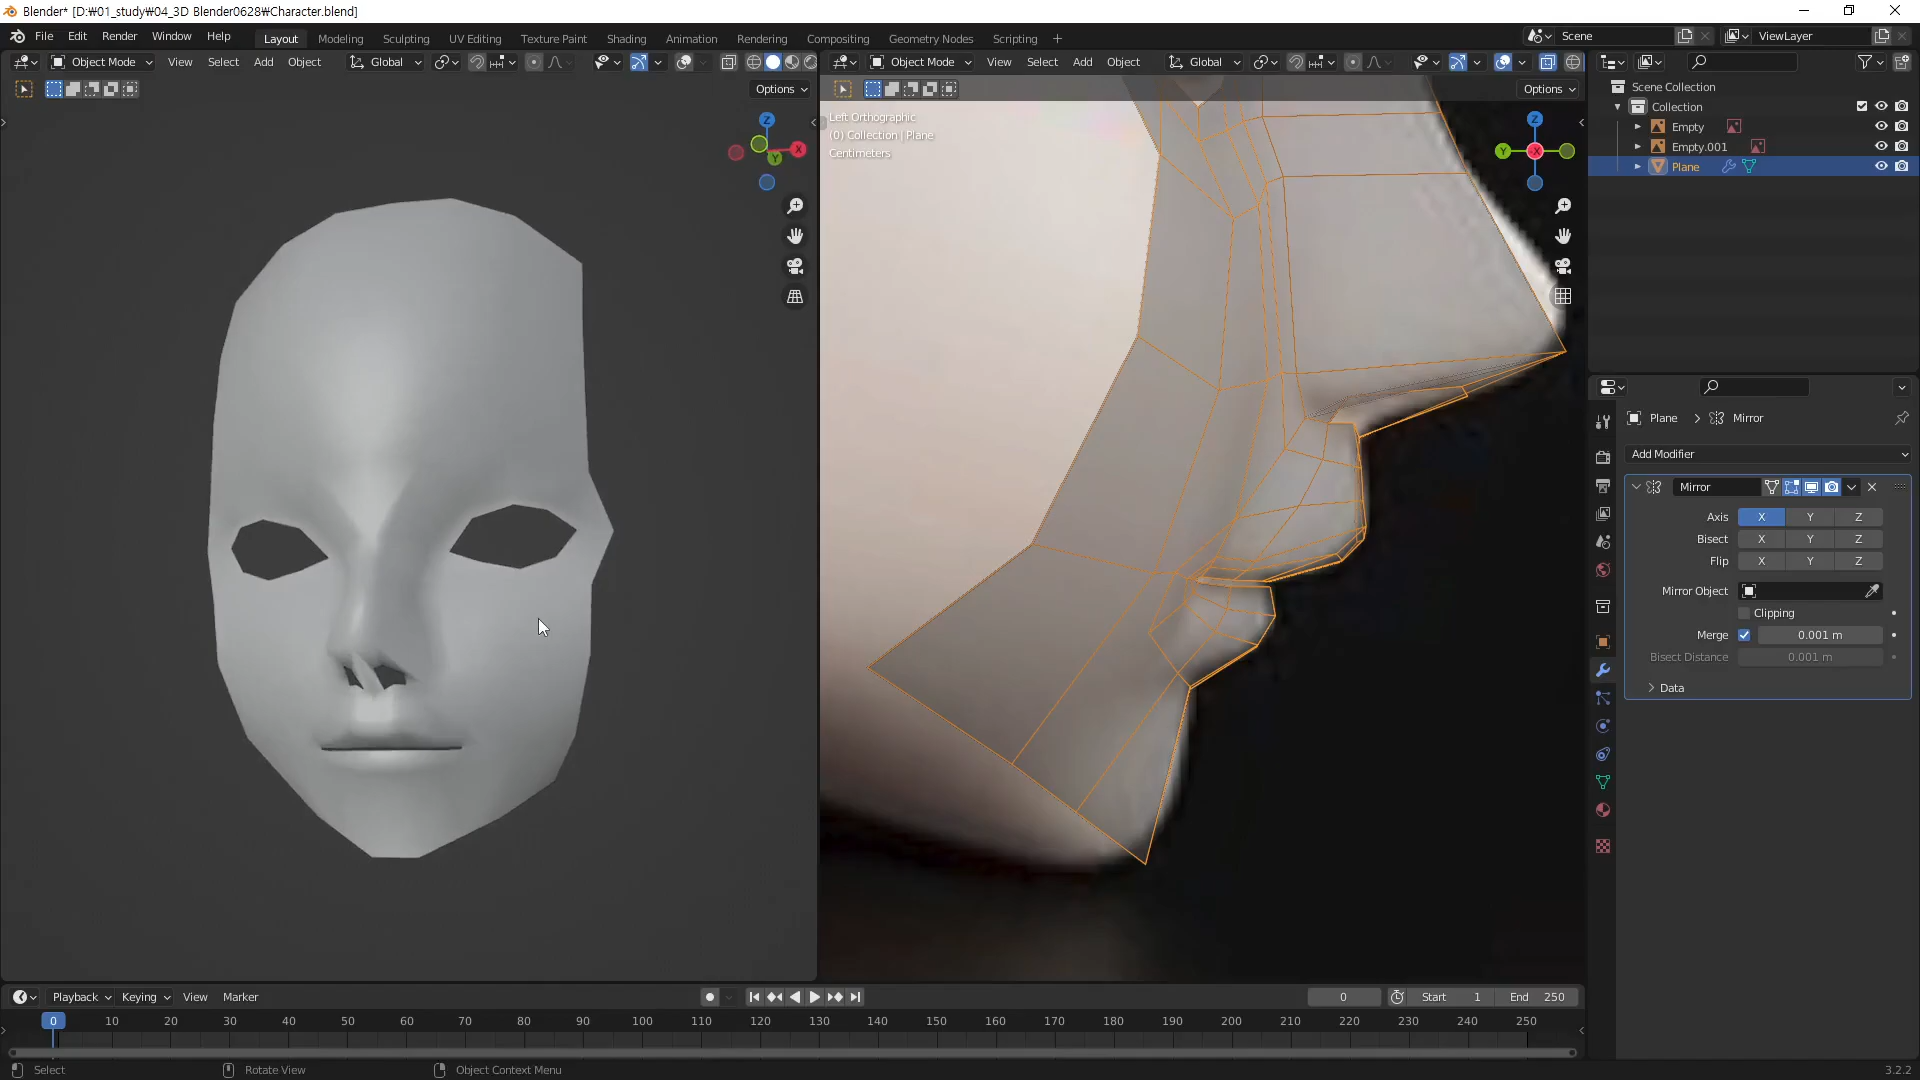 Blender* [D:₩01_study₩04_3D Blender0628₩Character.blend]
File Edit Render Window Help Layout Modeling Sculpting UV Editing Texture Paint Shading Animation Rendering Compositing Geometry Nodes Scripting + Scene ViewLayer
Object Mode View Select Add Object Global
Options
Z
X
Y
Object Mode View Select Add Object Global
Options
Left Orthographic
(0) Collection | Plane
Centimeters
Z
Y
-X
Scene Collection
Collection
Empty
Empty.001
Plane
Plane > Mirror
Add Modifier
Mirror
Axis X Y Z
Bisect X Y Z
Flip X Y Z
Mirror Object
Clipping
Merge 0.001 m
Bisect Distance 0.001 m
Data
Playback Keying View Marker 0 Start 1 End 250
0 10 20 30 40 50 60 70 80 90 100 110 120 130 140 150 160 170 180 190 200 210 220 230 240 250
Select Rotate View Object Context Menu 3.2.2